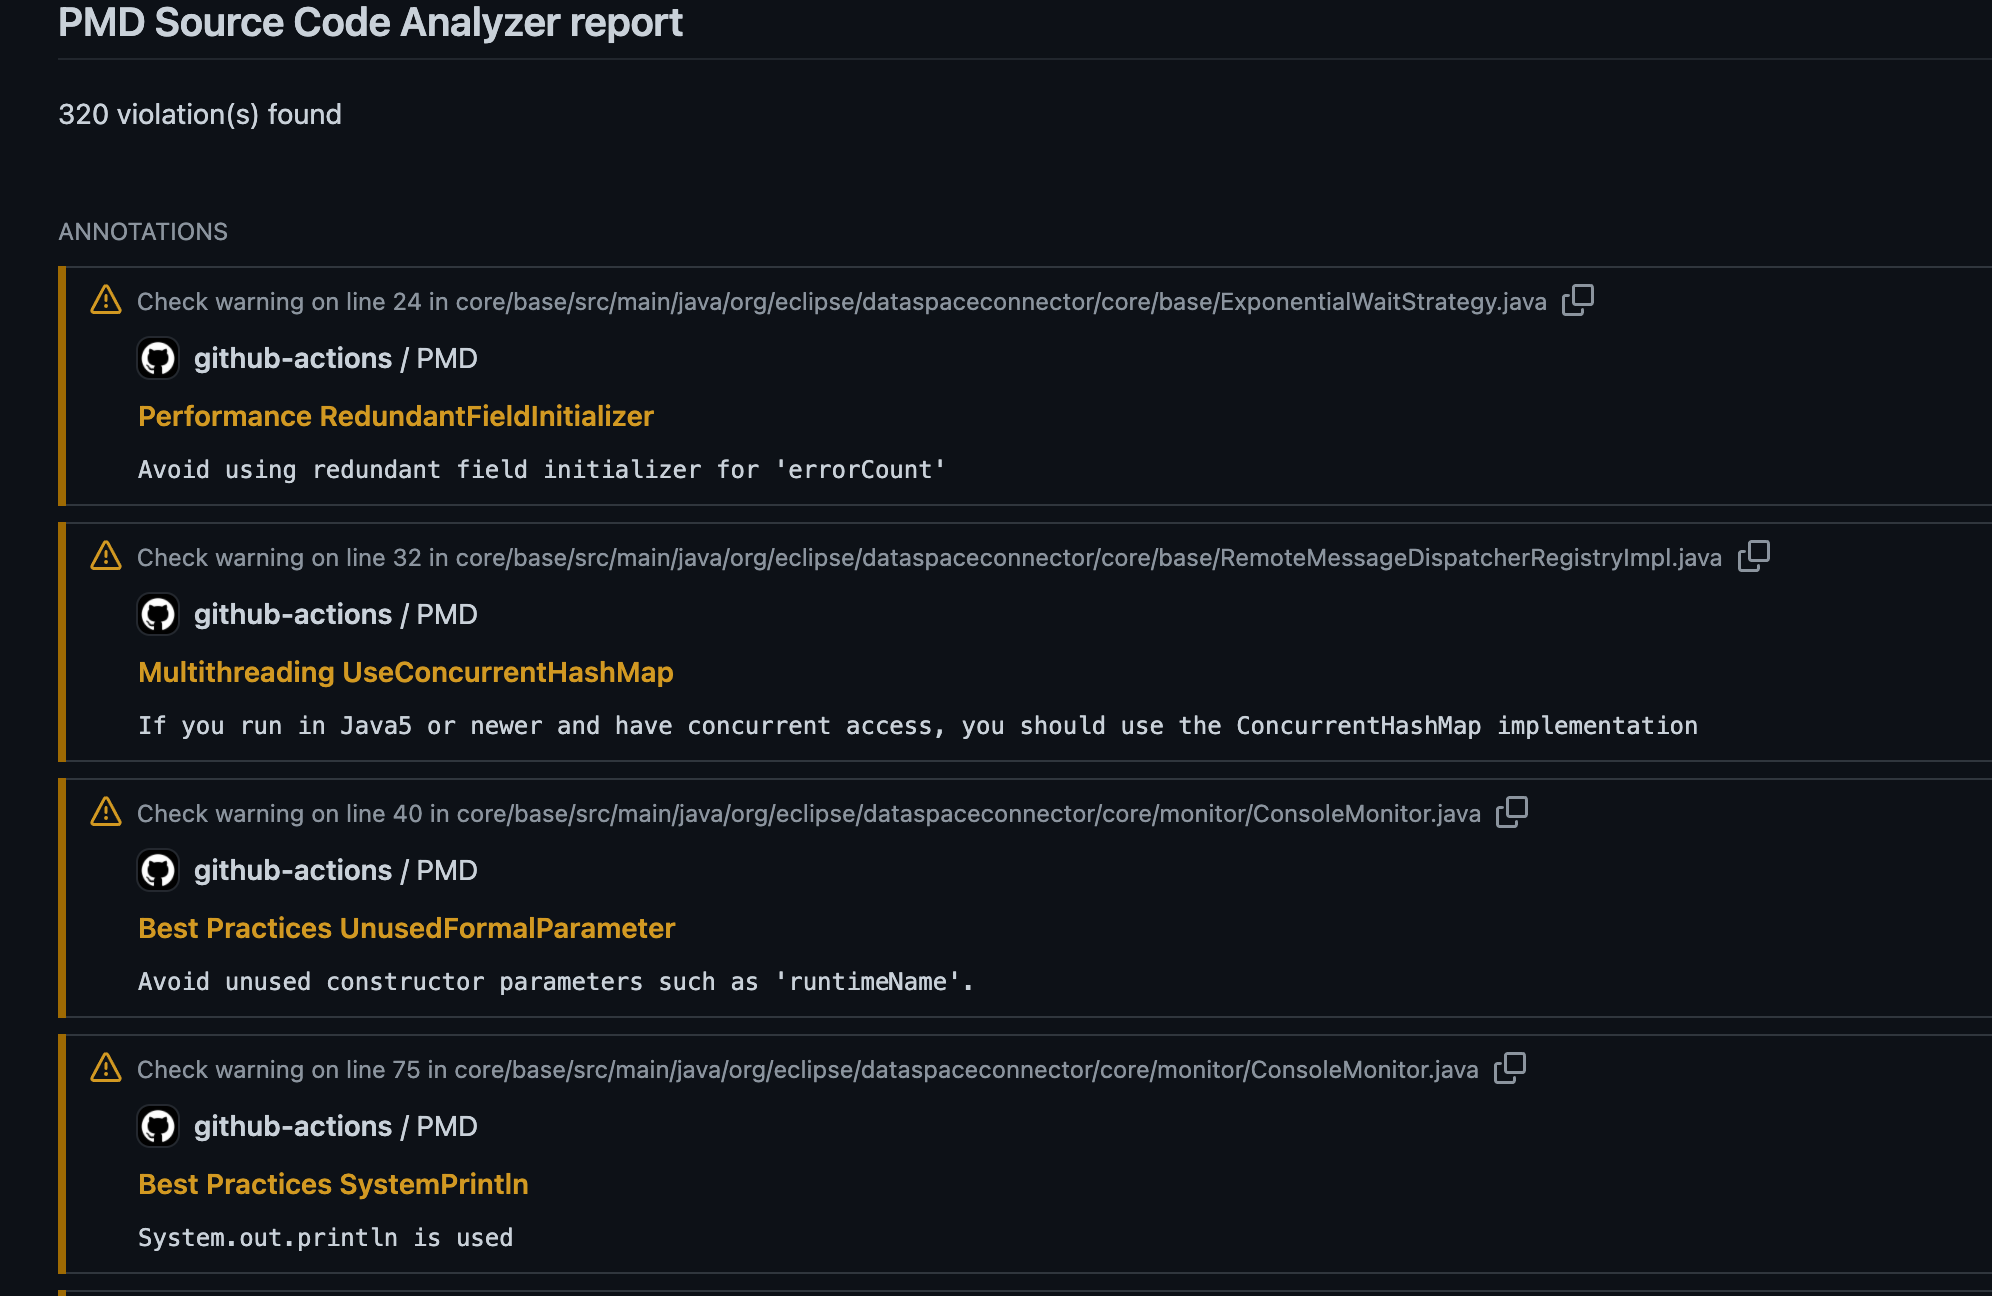 PMD Source Code Analyzer report
320 violation(s) found
ANNOTATIONS
Check warning on line 24 in core/base/src/main/java/org/eclipse/dataspaceconnector/core/base/ExponentialWaitStrategy.java
github-actions / PMD
Performance RedundantFieldInitializer
Avoid using redundant field initializer for 'errorCount'
Check warning on line 32 in core/base/src/main/java/org/eclipse/dataspaceconnector/core/base/RemoteMessageDispatcherRegistryImpl.java
github-actions / PMD
Multithreading UseConcurrentHashMap
If you run in Java5 or newer and have concurrent access, you should use the ConcurrentHashMap implementation
Check warning on line 40 in core/base/src/main/java/org/eclipse/dataspaceconnector/core/monitor/ConsoleMonitor.java
github-actions / PMD
Best Practices UnusedFormalParameter
Avoid unused constructor parameters such as 'runtimeName'.
Check warning on line 75 in core/base/src/main/java/org/eclipse/dataspaceconnector/core/monitor/ConsoleMonitor.java
github-actions / PMD
Best Practices SystemPrintln
System.out.println is used